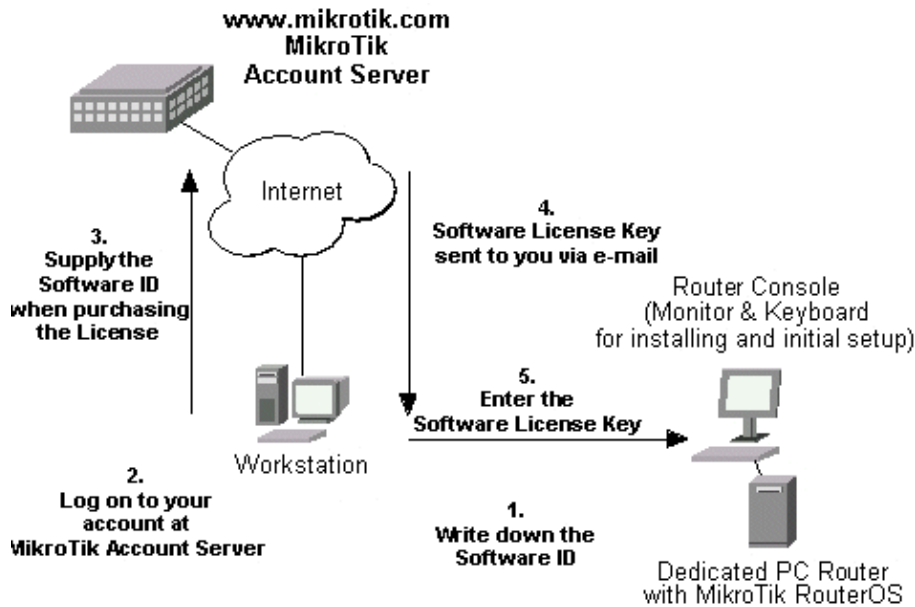 www.mikrotik.com
MikroTik
Account Server
Internet
3.
Supply the
Software ID
when purchasing
the License
4.
Software License Key
sent to you via e-mail
Router Console
(Monitor & Keyboard
for installing and initial setup)
5.
Enter the
Software License Key
Workstation
2.
Log on to your
account at
MikroTik Account Server
1.
Write down the
Software ID
Dedicated PC Router
with MikroTik RouterOS